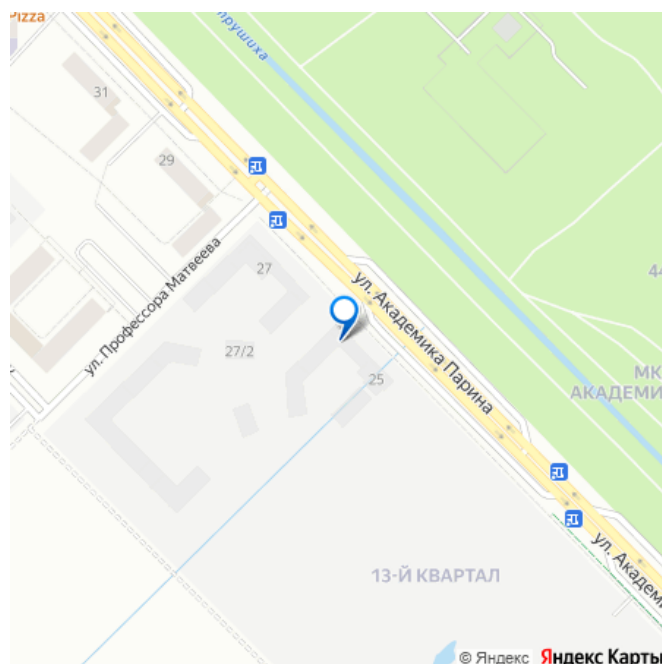 Pizza
31
29
ул. Профессора Матвеева
27
27/2
25
ул. Академика Парина
44
МК
АКАДЕМИ
13-Й КВАРТАЛ
ул. Акаде
© Яндекс Яндекс Карты